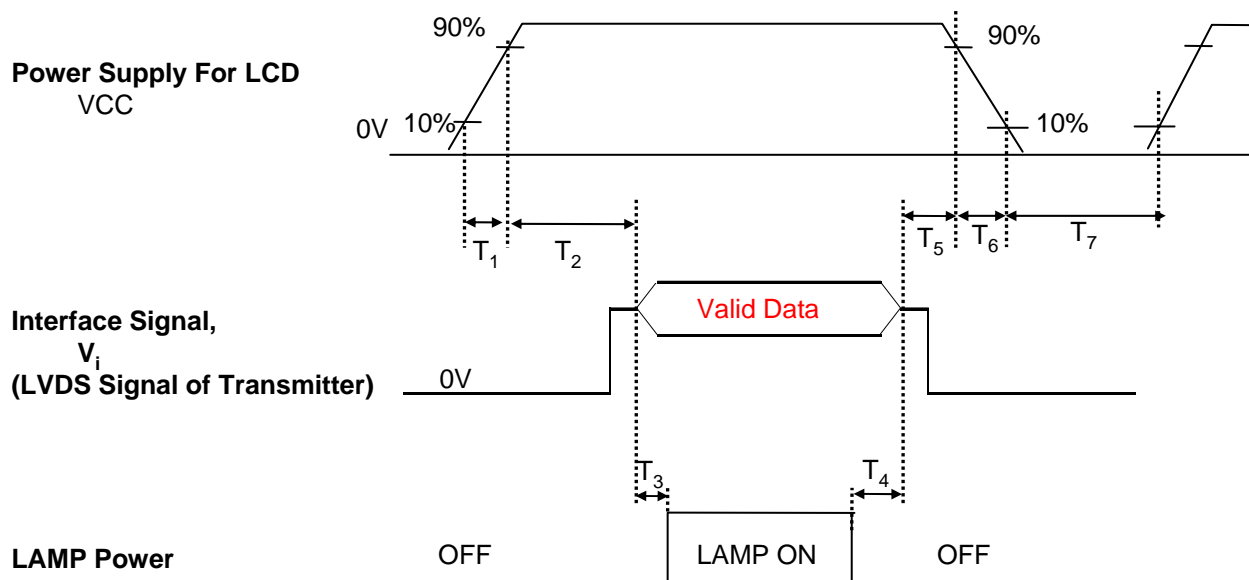 90%
90%
Power Supply For LCD
VCC
0V
10%
10%
T1
T2
T5
T6
T7
Interface Signal,
Vi
(LVDS Signal of Transmitter)
Valid Data
0V
T3
T4
LAMP Power
OFF
LAMP ON
OFF